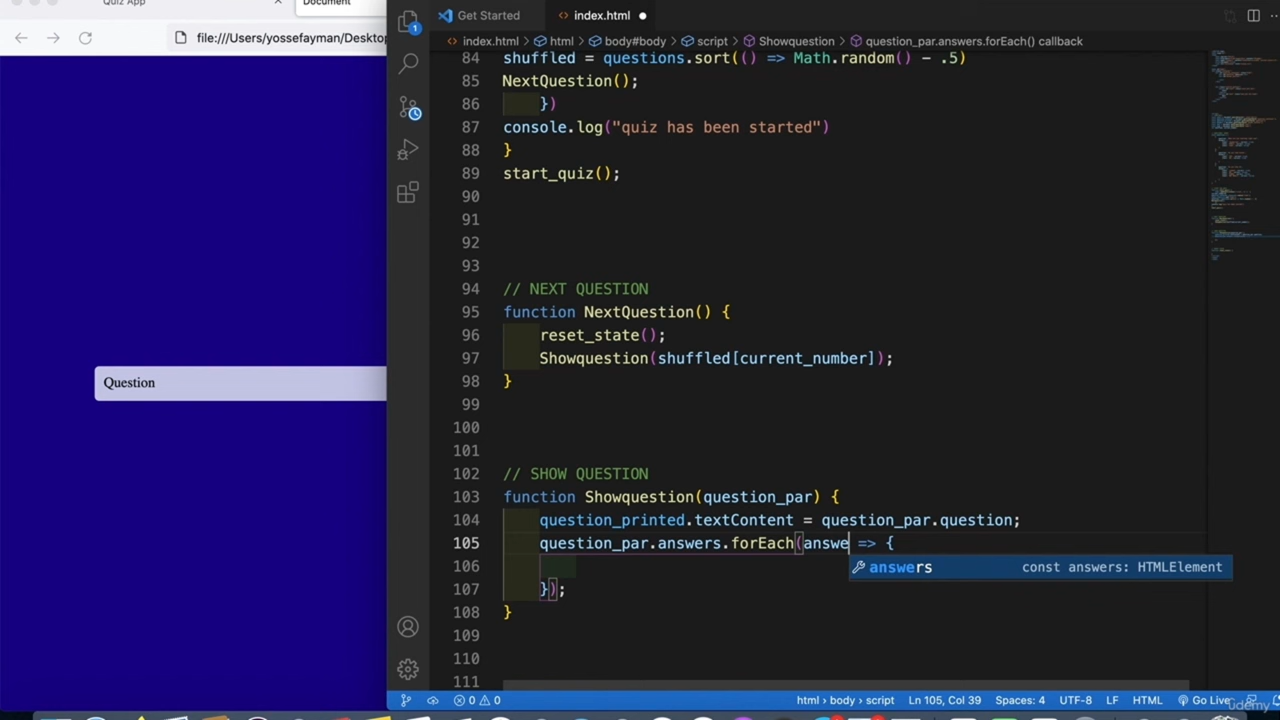 Quiz App
Document
file:///Users/yossefayman/Desktop
Question
Get Started
index.html
index.html html body#body script Showquestion question_par.answers.forEach() callback
84 shuffled = questions.sort(() => Math.random() - .5)
85 NextQuestion();
86 })
87 console.log("quiz has been started")
88 }
89 start_quiz();
90
91
92
93
94 // NEXT QUESTION
95 function NextQuestion() {
96 reset_state();
97 Showquestion(shuffled[current_number]);
98 }
99
100
101
102 // SHOW QUESTION
103 function Showquestion(question_par) {
104 question_printed.textContent = question_par.question;
105 question_par.answers.forEach(answe => {
answers const answers: HTMLElement
106
107 });
108 }
109
110
111
1
0 0 html › body › script Ln 105, Col 39 Spaces: 4 UTF-8 LF HTML Go Live
udemy